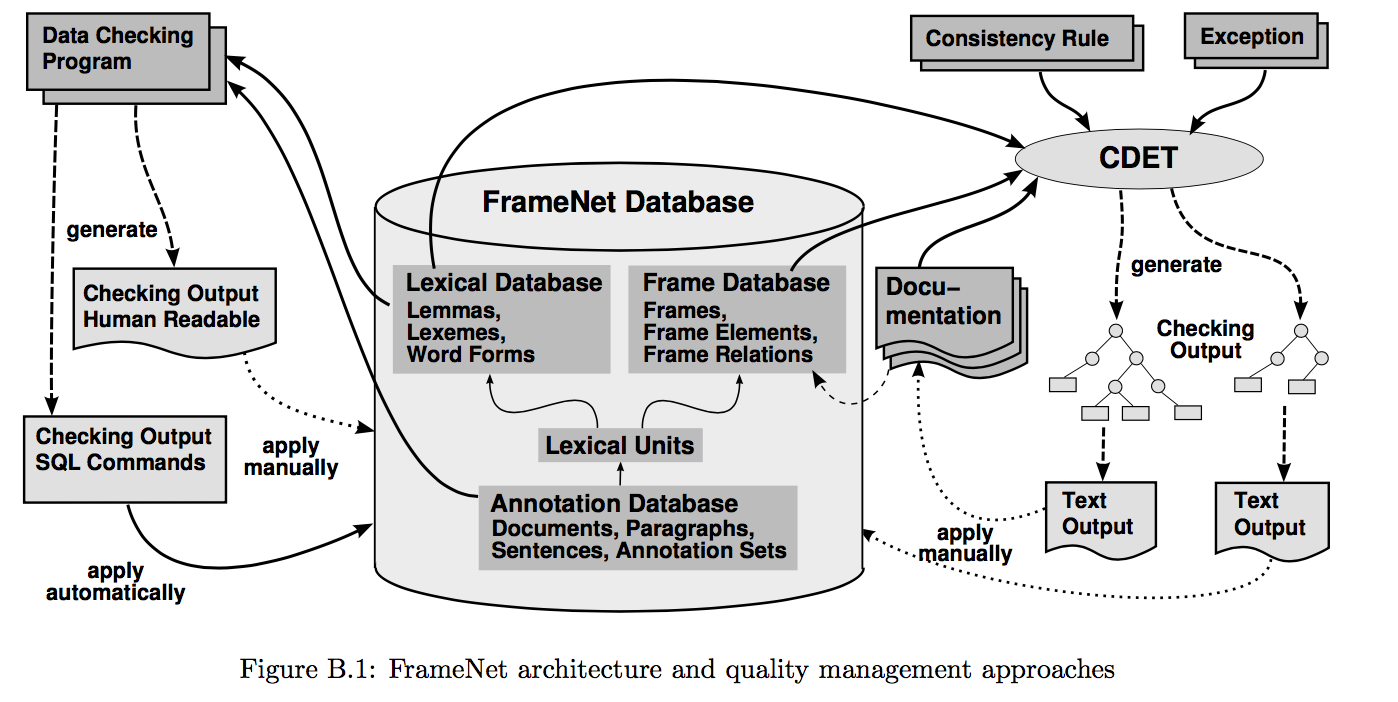 Data Checking
Program
Consistency Rule
Exception
CDET
FrameNet Database
generate
Checking Output
Human Readable
Lexical Database
Lemmas,
Lexemes,
Word Forms
Frame Database
Frames,
Frame Elements,
Frame Relations
Docu–
mentation
generate
Checking
Output
Checking Output
SQL Commands
apply
manually
Lexical Units
Annotation Database
Documents, Paragraphs,
Sentences, Annotation Sets
Text
Output
Text
Output
apply
manually
apply
automatically
Figure B.1: FrameNet architecture and quality management approaches